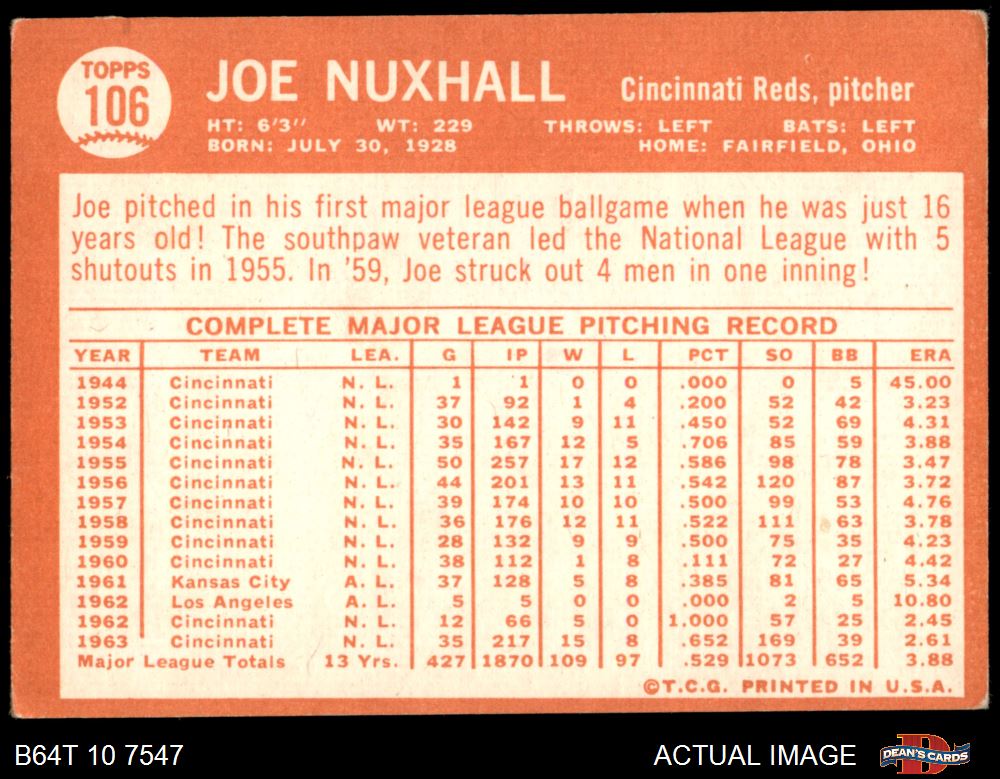 TOPPS
106
JOE NUXHALL Cincinnati Reds, pitcher
HT: 6'3" WT: 229 THROWS: LEFT BATS: LEFT
BORN: JULY 30, 1928 HOME: FAIRFIELD, OHIO
Joe pitched in his first major league ballgame when he was just 16
years old! The southpaw veteran led the National League with 5
shutouts in 1955. In '59, Joe struck out 4 men in one inning!
COMPLETE MAJOR LEAGUE PITCHING RECORD
YEAR TEAM LEA. G IP W L PCT SO BB ERA
1944 Cincinnati N. L. 1 1 0 0 .000 0 5 45.00
1952 Cincinnati N. L. 37 92 1 4 .200 52 42 3.23
1953 Cincinnati N. L. 30 142 9 11 .450 52 69 4.31
1954 Cincinnati N. L. 35 167 12 5 .706 85 59 3.88
1955 Cincinnati N. L. 50 257 17 12 .586 98 78 3.47
1956 Cincinnati N. L. 44 201 13 11 .542 120 87 3.72
1957 Cincinnati N. L. 39 174 10 10 .500 99 53 4.76
1958 Cincinnati N. L. 36 176 12 11 .522 111 63 3.78
1959 Cincinnati N. L. 28 132 9 9 .500 75 35 4.23
1960 Cincinnati N. L. 38 112 1 8 .111 72 27 4.42
1961 Kansas City A. L. 37 128 5 8 .385 81 65 5.34
1962 Los Angeles A. L. 5 5 0 0 .000 2 5 10.80
1962 Cincinnati N. L. 12 66 5 0 1.000 57 25 2.45
1963 Cincinnati N. L. 35 217 15 8 .652 169 39 2.61
Major League Totals 13 Yrs. 427 1870 109 97 .529 1073 652 3.88
©T.C.G. PRINTED IN U.S.A.
B64T 10 7547 ACTUAL IMAGE DEAN'S CARDS